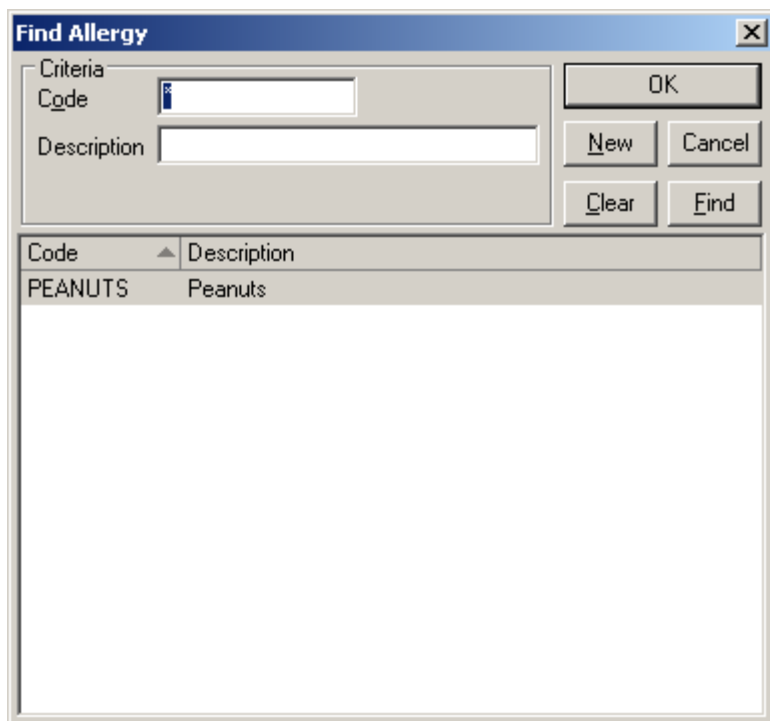 Find Allergy
Criteria
Code *
OK
Description
New Cancel
Clear Find
Code Description
PEANUTS Peanuts